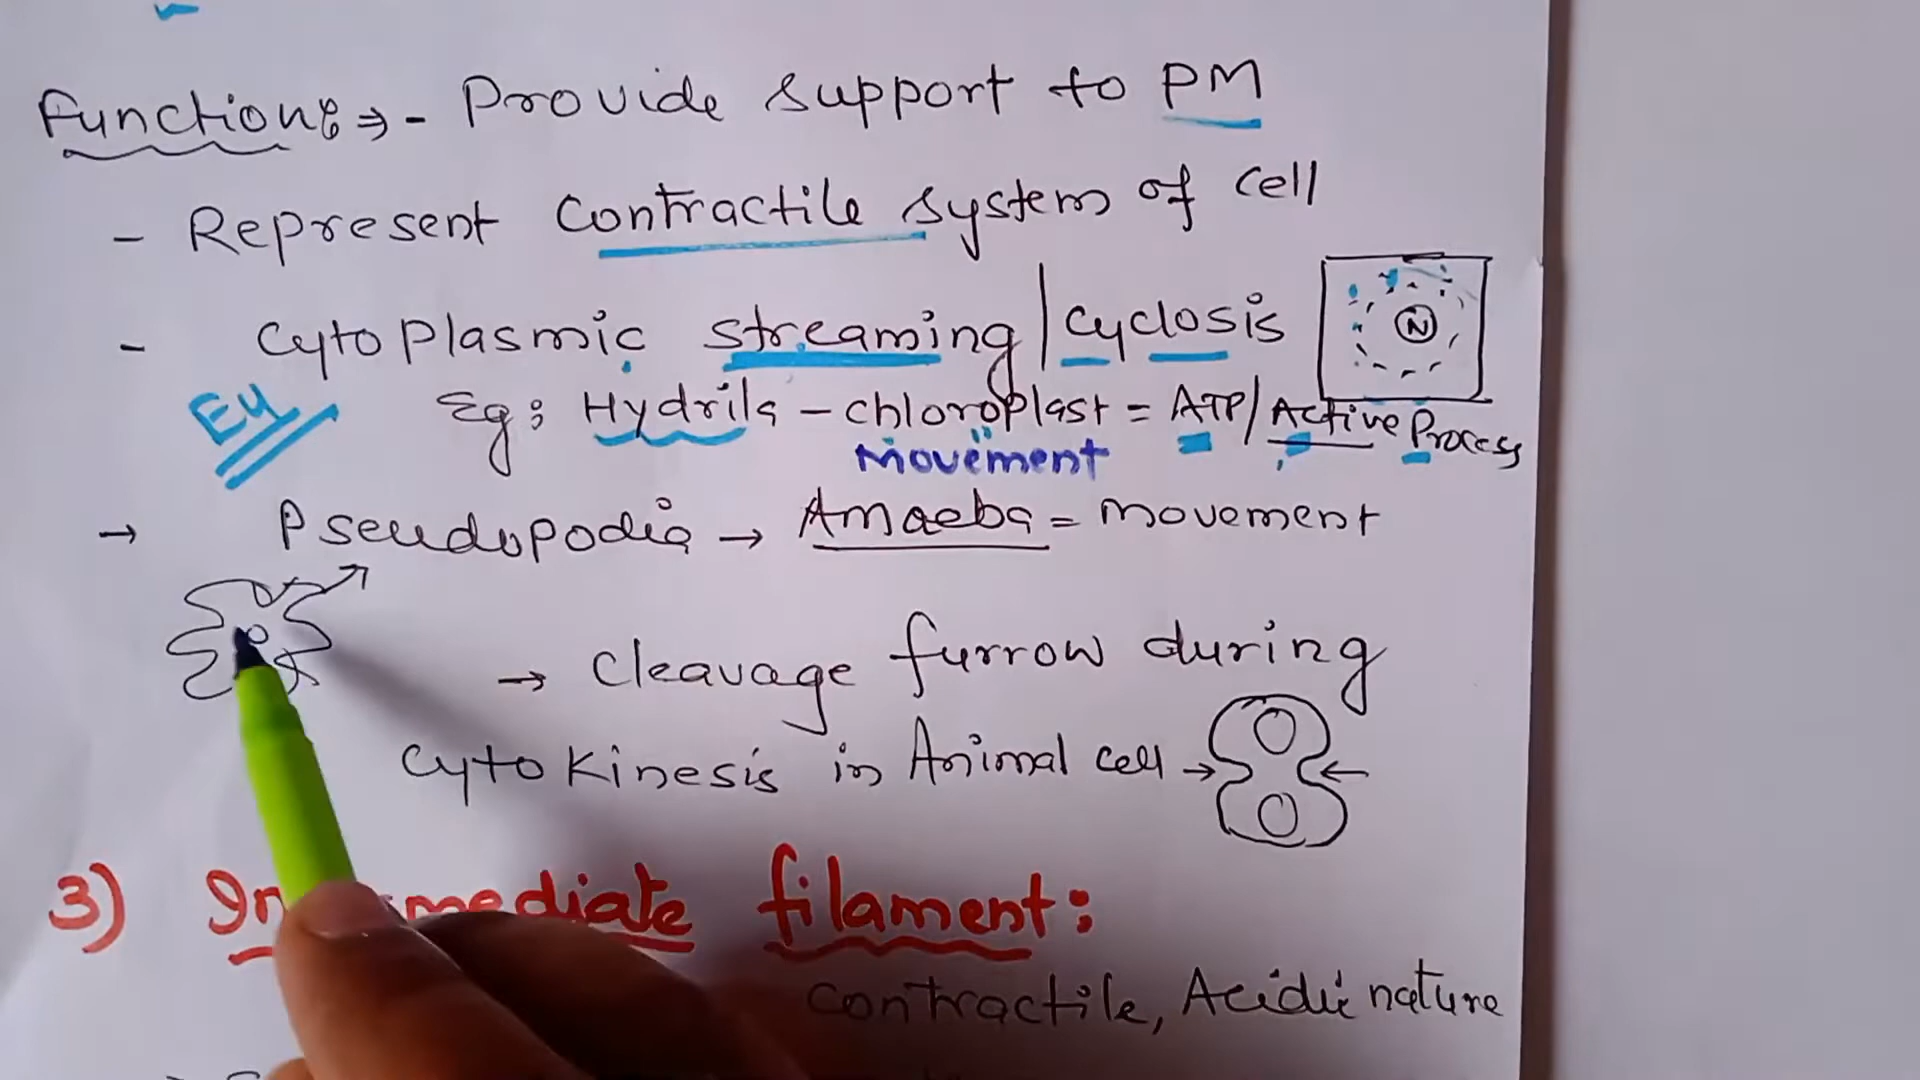 Functions ⇒ - Provide support to PM
- Represent contractile system of cell
- Cytoplasmic streaming | Cyclosis
N
Eu
Eg: Hydrila - chloroplast = ATP/Active Process
movement
→ Pseudopodia → Amaeba = movement
→ Cleavage furrow during
cytokinesis in Animal cell
3) filament:
contractile, Acidic nature